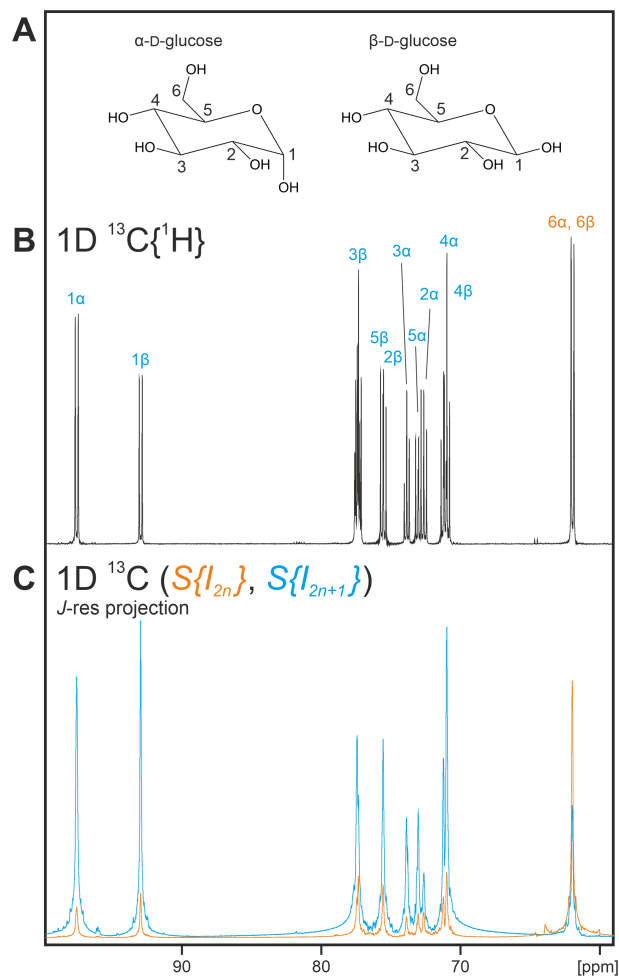 A
α-D-glucose
β-D-glucose
OH
6
4
5
O
HO
HO
3
2
OH
1
OH
OH
6
4
5
O
HO
HO
3
2
OH
1
OH
B 1D ¹³C{¹H}
6α, 6β
3β
3α
4α
1α
4β
2α
5β
5α
2β
1β
C 1D ¹³C (S{I₂ₙ}, S{I₂ₙ₊₁})
J-res projection
90
80
70
[ppm]